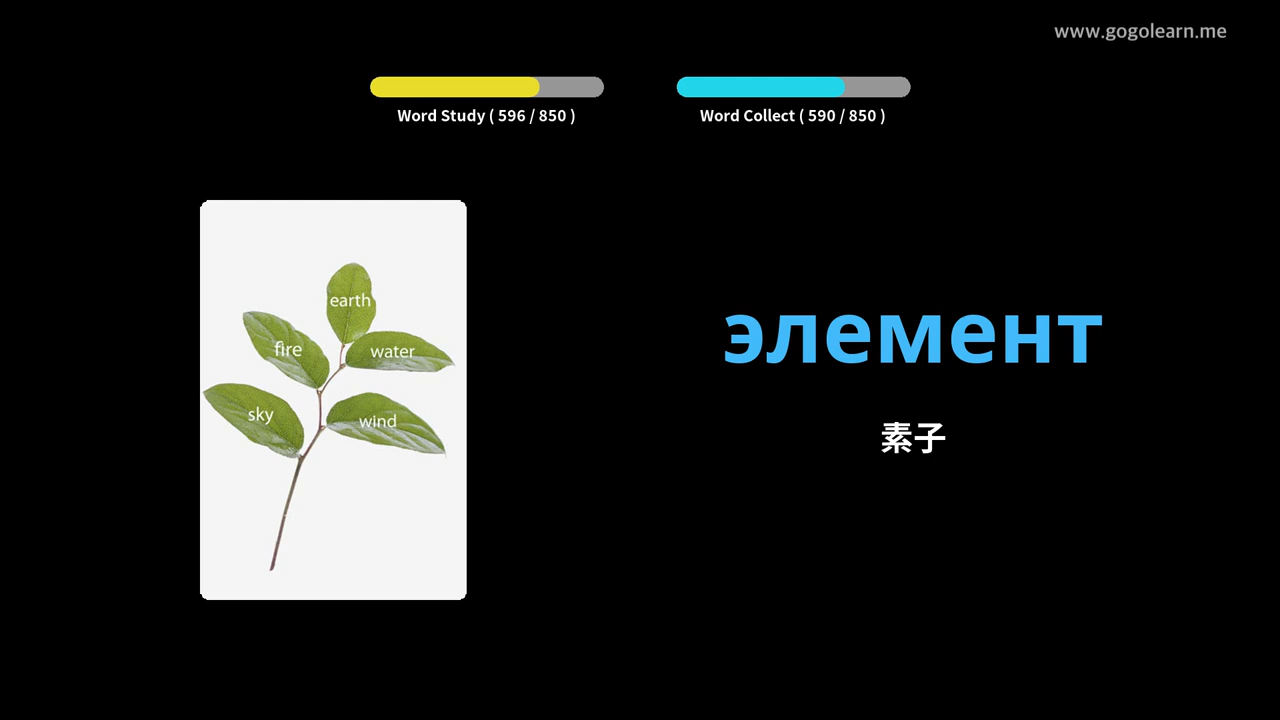 www.gogolearn.me
Word Study ( 596 / 850 )
Word Collect ( 590 / 850 )
earth
fire
water
sky
wind
элемент
素子